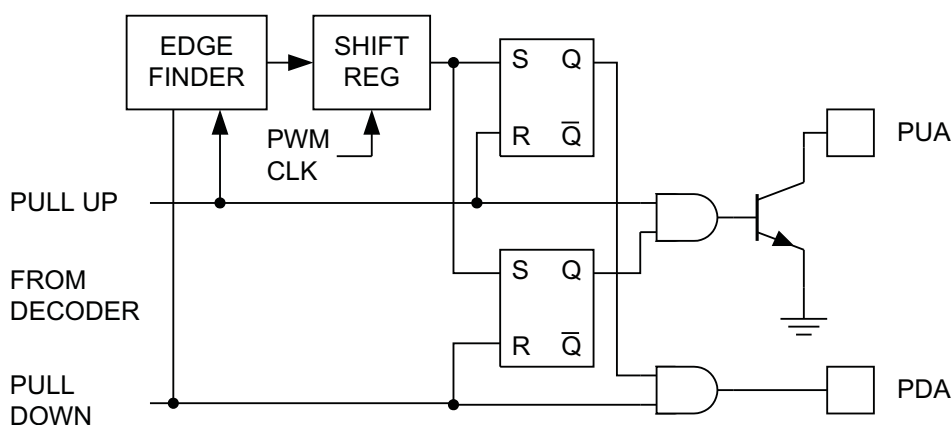 EDGE
FINDER
SHIFT
REG
S Q
R Q̅
PWM
CLK
PUA
PULL UP
FROM
DECODER
S Q
R Q̅
PULL
DOWN
PDA